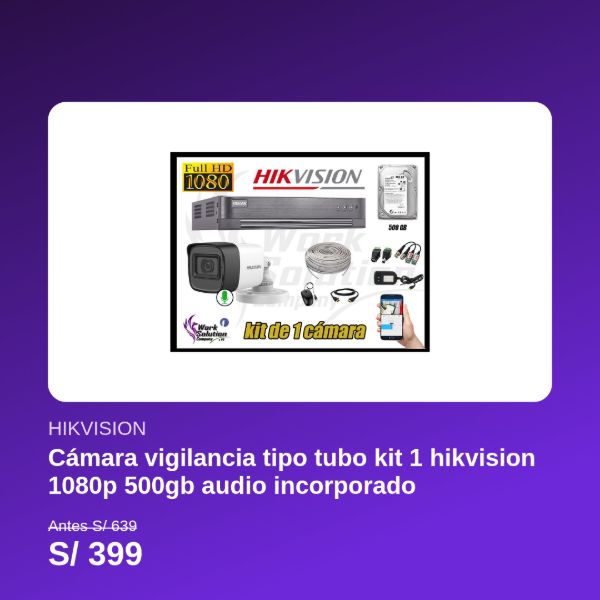 Full HD
1080
HIKVISION
500 GB
Work
Solution
Company
kit de 1 cámara
HIKVISION
Cámara vigilancia tipo tubo kit 1 hikvision
1080p 500gb audio incorporado
Antes S/ 639
S/ 399